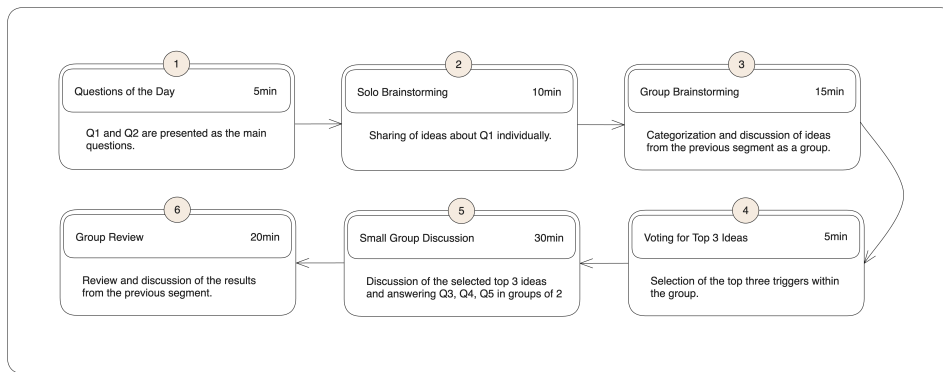 1
Questions of the Day 5min
Q1 and Q2 are presented as the main
questions.
2
Solo Brainstorming 10min
Sharing of ideas about Q1 individually.
3
Group Brainstorming 15min
Categorization and discussion of ideas
from the previous segment as a group.
4
Voting for Top 3 Ideas 5min
Selection of the top three triggers within
the group.
5
Small Group Discussion 30min
Discussion of the selected top 3 ideas
and answering Q3, Q4, Q5 in groups of 2
6
Group Review 20min
Review and discussion of the results
from the previous segment.